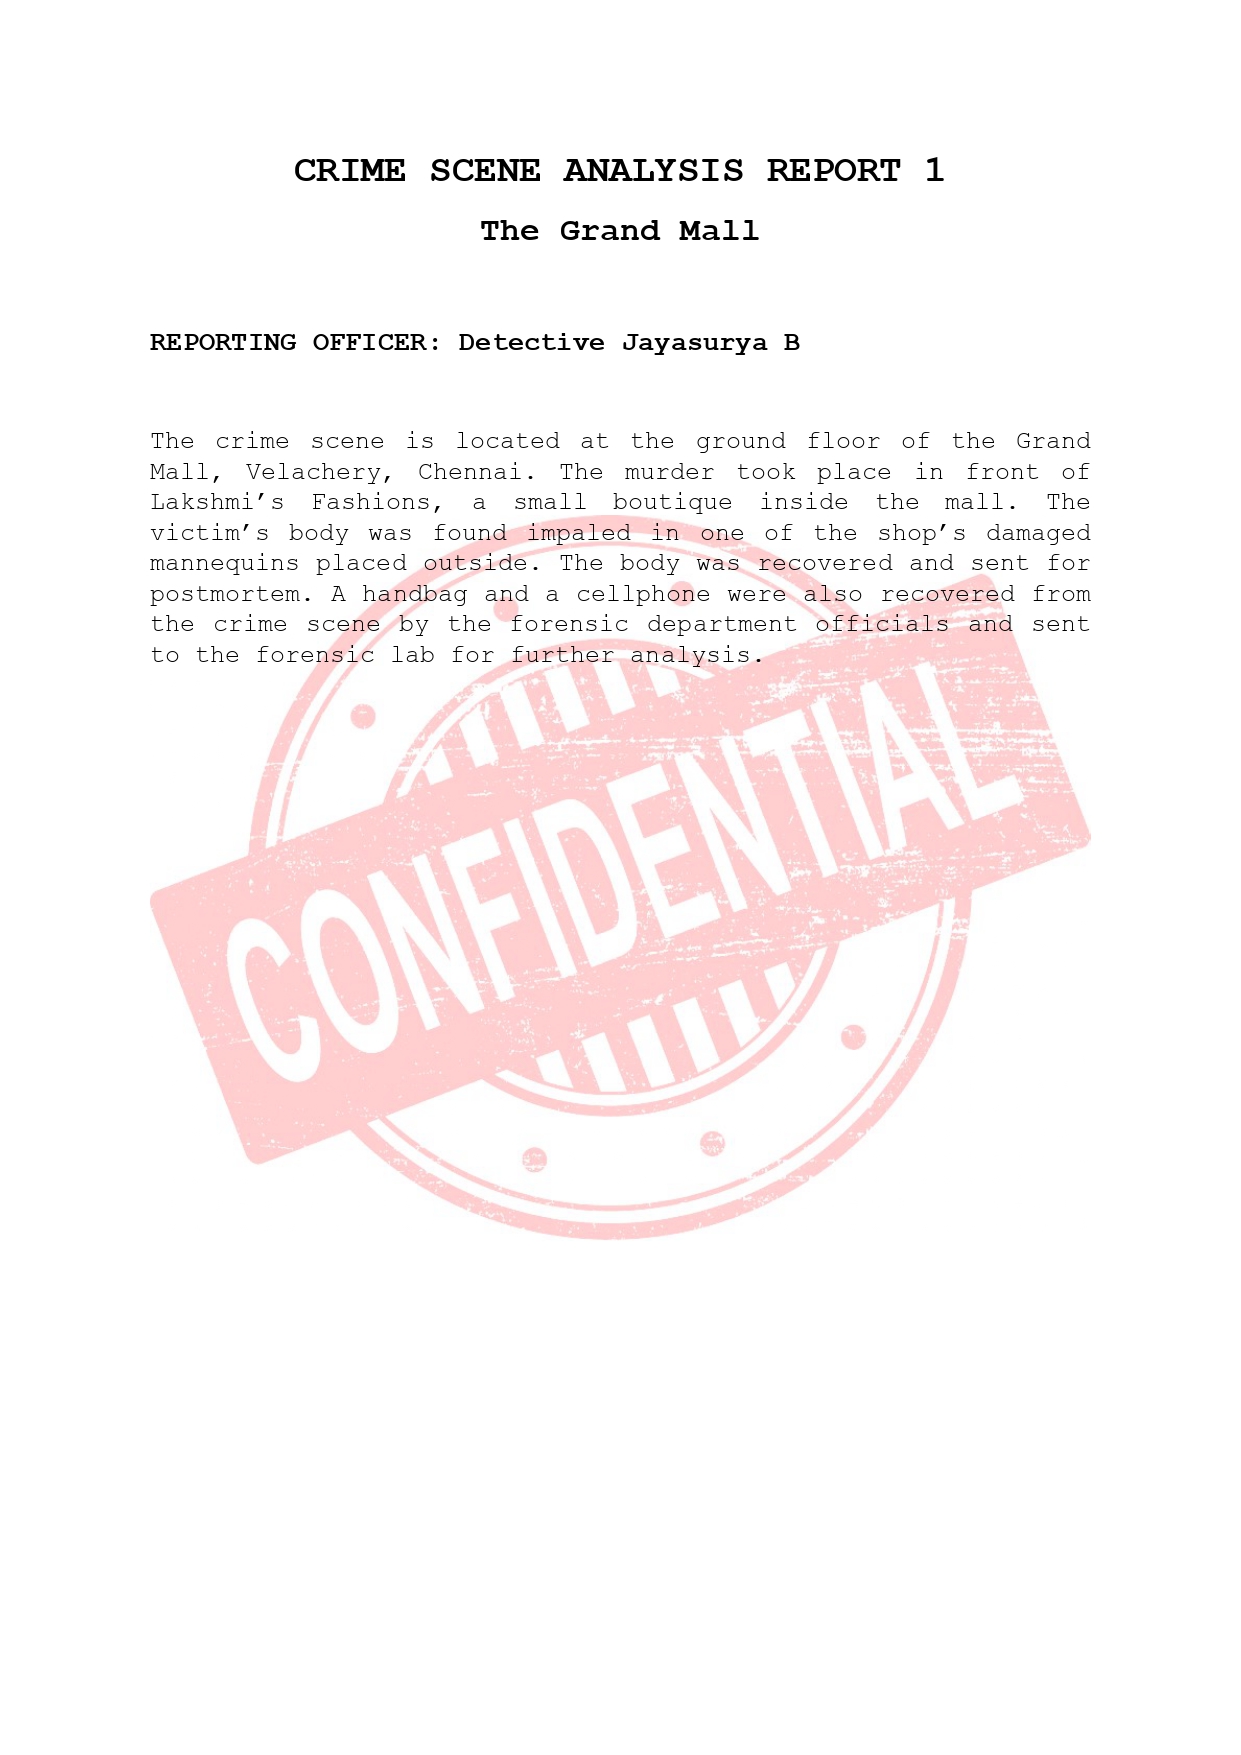 CRIME SCENE ANALYSIS REPORT 1
The Grand Mall
REPORTING OFFICER: Detective Jayasurya B
The crime scene is located at the ground floor of the Grand
Mall, Velachery, Chennai. The murder took place in front of
Lakshmi’s Fashions, a small boutique inside the mall. The
victim’s body was found impaled in one of the shop’s damaged
mannequins placed outside. The body was recovered and sent for
postmortem. A handbag and a cellphone were also recovered from
the crime scene by the forensic department officials and sent
to the forensic lab for further analysis.
CONFIDENTIAL